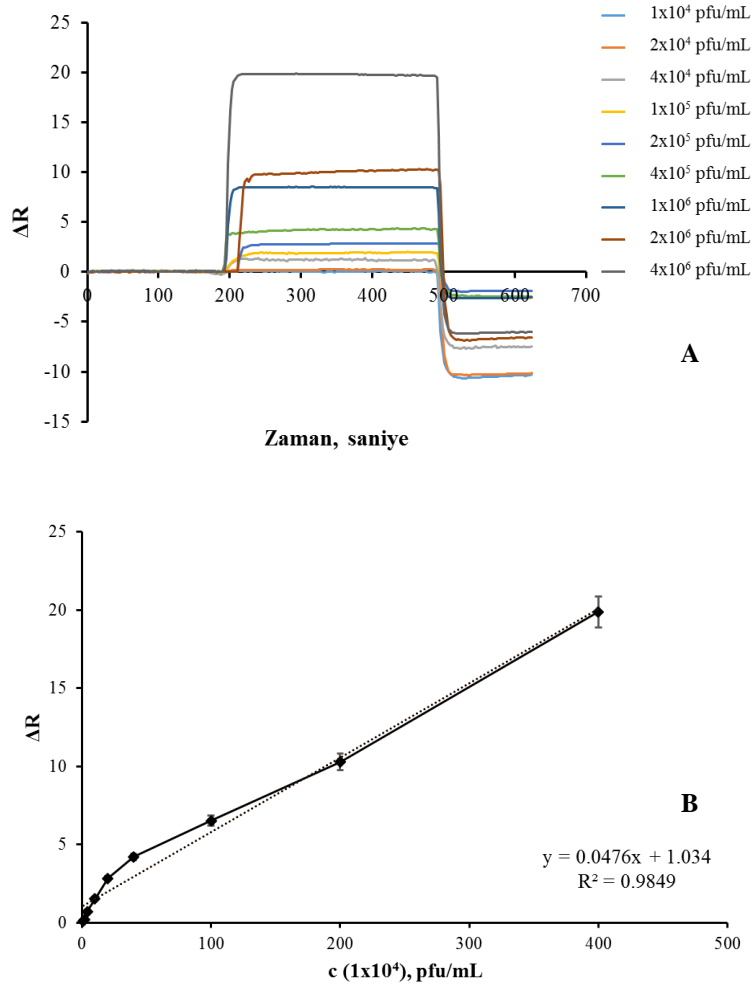 25
20
15
10
5
0
-5
-10
-15
0 100 200 300 400 500 600 700
ΔR
Zaman, saniye
1x10⁴ pfu/mL
2x10⁴ pfu/mL
4x10⁴ pfu/mL
1x10⁵ pfu/mL
2x10⁵ pfu/mL
4x10⁵ pfu/mL
1x10⁶ pfu/mL
2x10⁶ pfu/mL
4x10⁶ pfu/mL
A
25
20
15
10
5
0
0 100 200 300 400 500
ΔR
c (1x10⁴), pfu/mL
B
y = 0.0476x + 1.034
R² = 0.9849